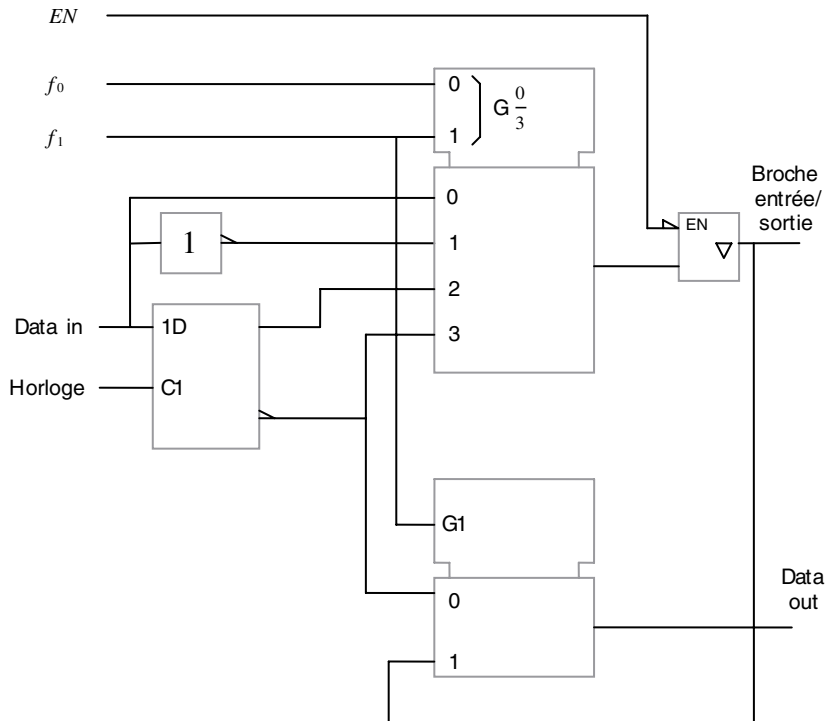 EN
f0
0
G 0/3
f1
1
Broche
entrée/
sortie
0
EN
1
1
2
Data in
1D
3
Horloge
C1
G1
Data
out
0
1